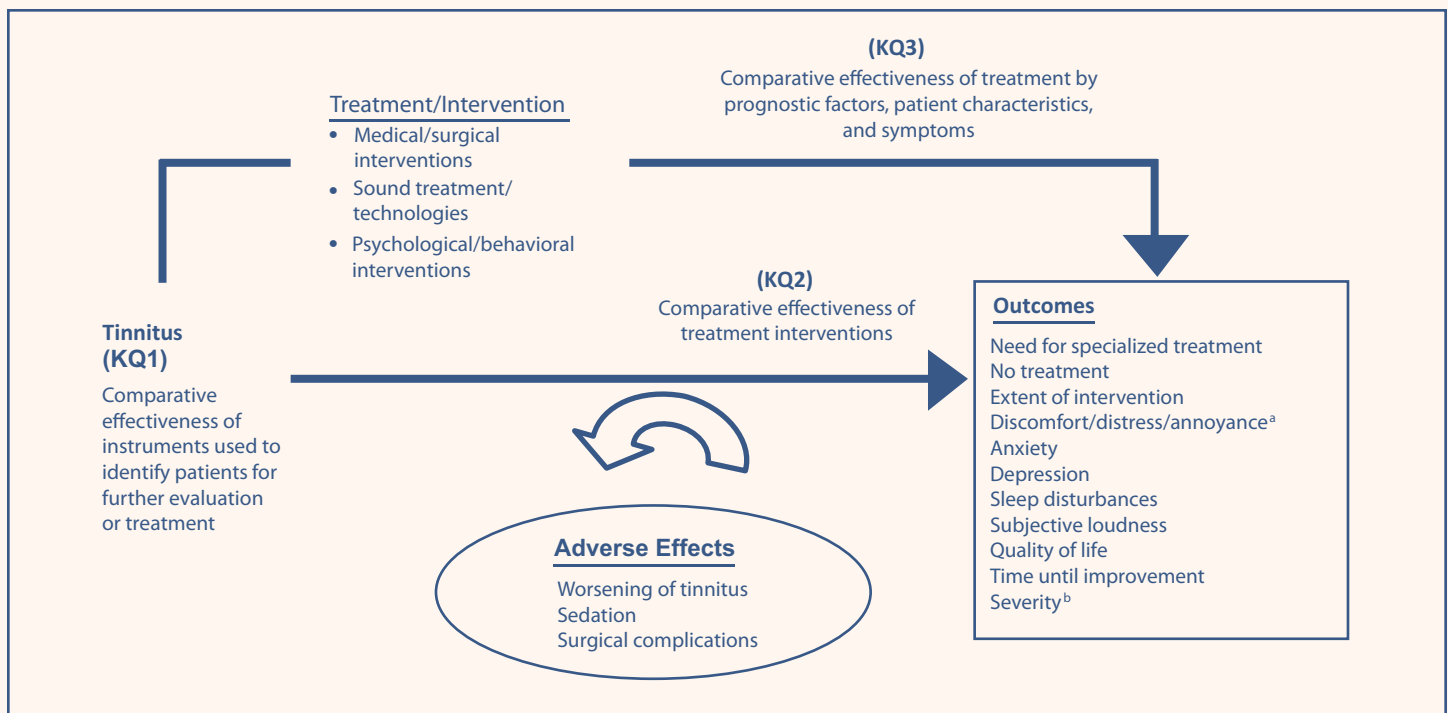 (KQ3)
Comparative effectiveness of treatment by
prognostic factors, patient characteristics,
and symptoms
Treatment/Intervention
• Medical/surgical
interventions
• Sound treatment/
technologies
• Psychological/behavioral
interventions
(KQ2)
Comparative effectiveness of
treatment interventions
Tinnitus
(KQ1)
Comparative
effectiveness of
instruments used to
identify patients for
further evaluation
or treatment
Adverse Effects
Worsening of tinnitus
Sedation
Surgical complications
Outcomes
Need for specialized treatment
No treatment
Extent of intervention
Discomfort/distress/annoyanceᵃ
Anxiety
Depression
Sleep disturbances
Subjective loudness
Quality of life
Time until improvement
Severityᵇ